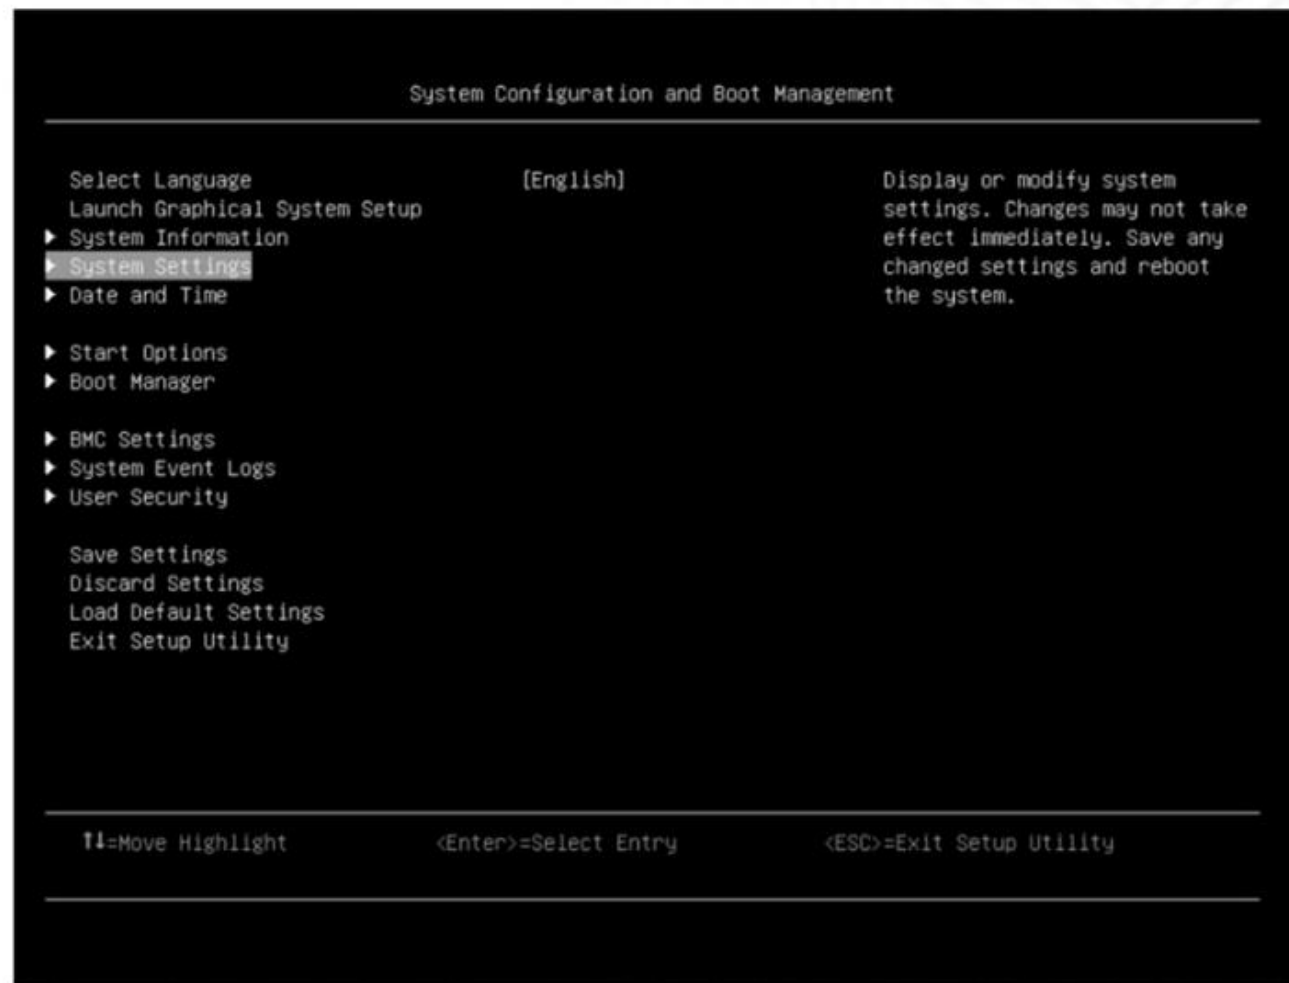 System Configuration and Boot Management
Select Language [English]
Launch Graphical System Setup
▶ System Information
▶ System Settings
▶ Date and Time
▶ Start Options
▶ Boot Manager
▶ BMC Settings
▶ System Event Logs
▶ User Security
Save Settings
Discard Settings
Load Default Settings
Exit Setup Utility
Display or modify system
settings. Changes may not take
effect immediately. Save any
changed settings and reboot
the system.
↑↓=Move Highlight <Enter>=Select Entry <ESC>=Exit Setup Utility